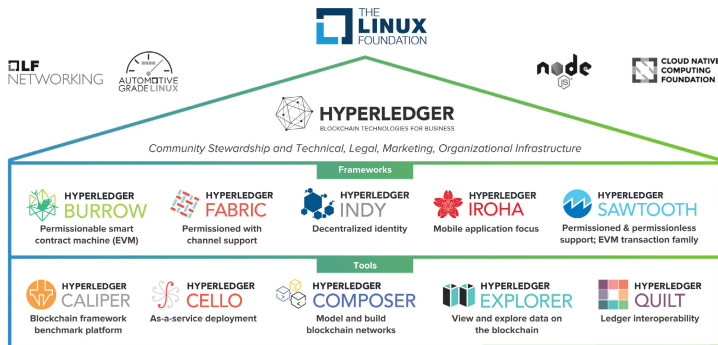 THE
LINUX
FOUNDATION
LF
NETWORKING
AUTOMOTIVE
GRADE LINUX
node
JS
CLOUD NATIVE
COMPUTING
FOUNDATION
HYPERLEDGER
BLOCKCHAIN TECHNOLOGIES FOR BUSINESS
Community Stewardship and Technical, Legal, Marketing, Organizational Infrastructure
Frameworks
HYPERLEDGER
BURROW
Permissionable smart
contract machine (EVM)
HYPERLEDGER
FABRIC
Permissioned with
channel support
HYPERLEDGER
INDY
Decentralized identity
HYPERLEDGER
IROHA
Mobile application focus
HYPERLEDGER
SAWTOOTH
Permissioned & permissionless
support; EVM transaction family
Tools
HYPERLEDGER
CALIPER
Blockchain framework
benchmark platform
HYPERLEDGER
CELLO
As-a-service deployment
HYPERLEDGER
COMPOSER
Model and build
blockchain networks
HYPERLEDGER
EXPLORER
View and explore data on
the blockchain
HYPERLEDGER
QUILT
Ledger interoperability